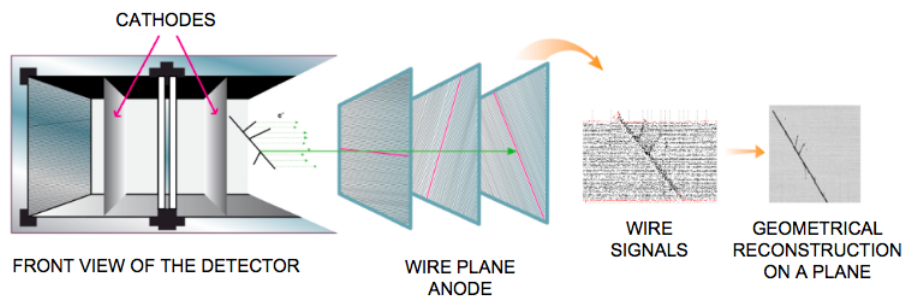 CATHODES
e-
FRONT VIEW OF THE DETECTOR
WIRE PLANE
ANODE
WIRE
SIGNALS
GEOMETRICAL
RECONSTRUCTION
ON A PLANE